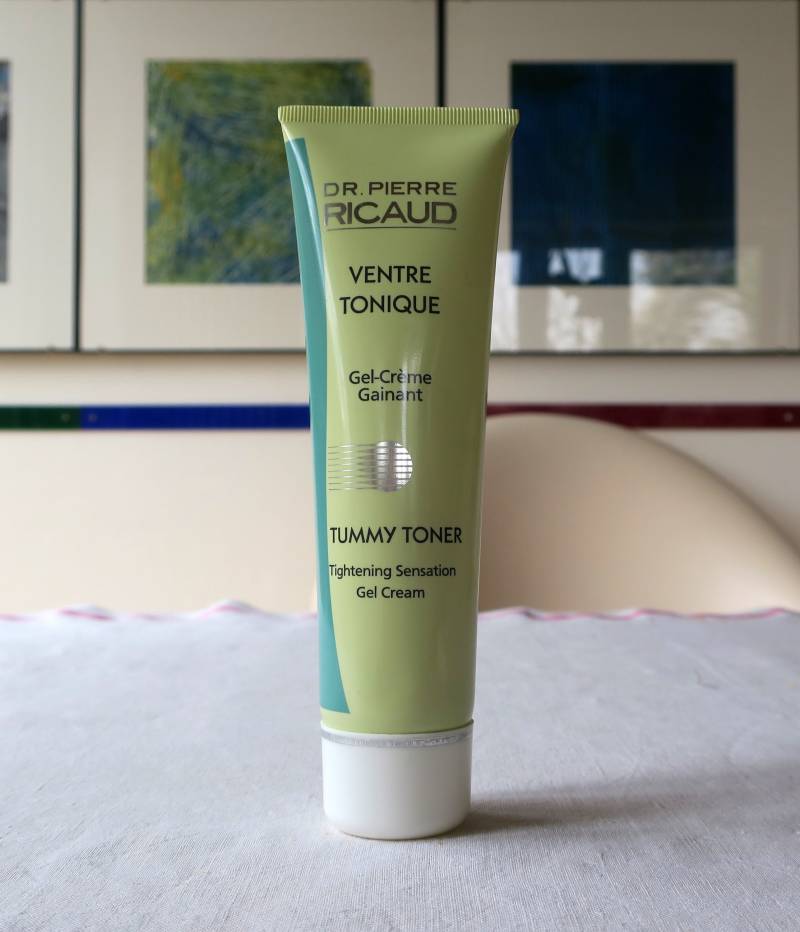 DR. PIERRE
RICAUD
VENTRE
TONIQUE
Gel-Crème
Gainant
TUMMY TONER
Tightening Sensation
Gel Cream